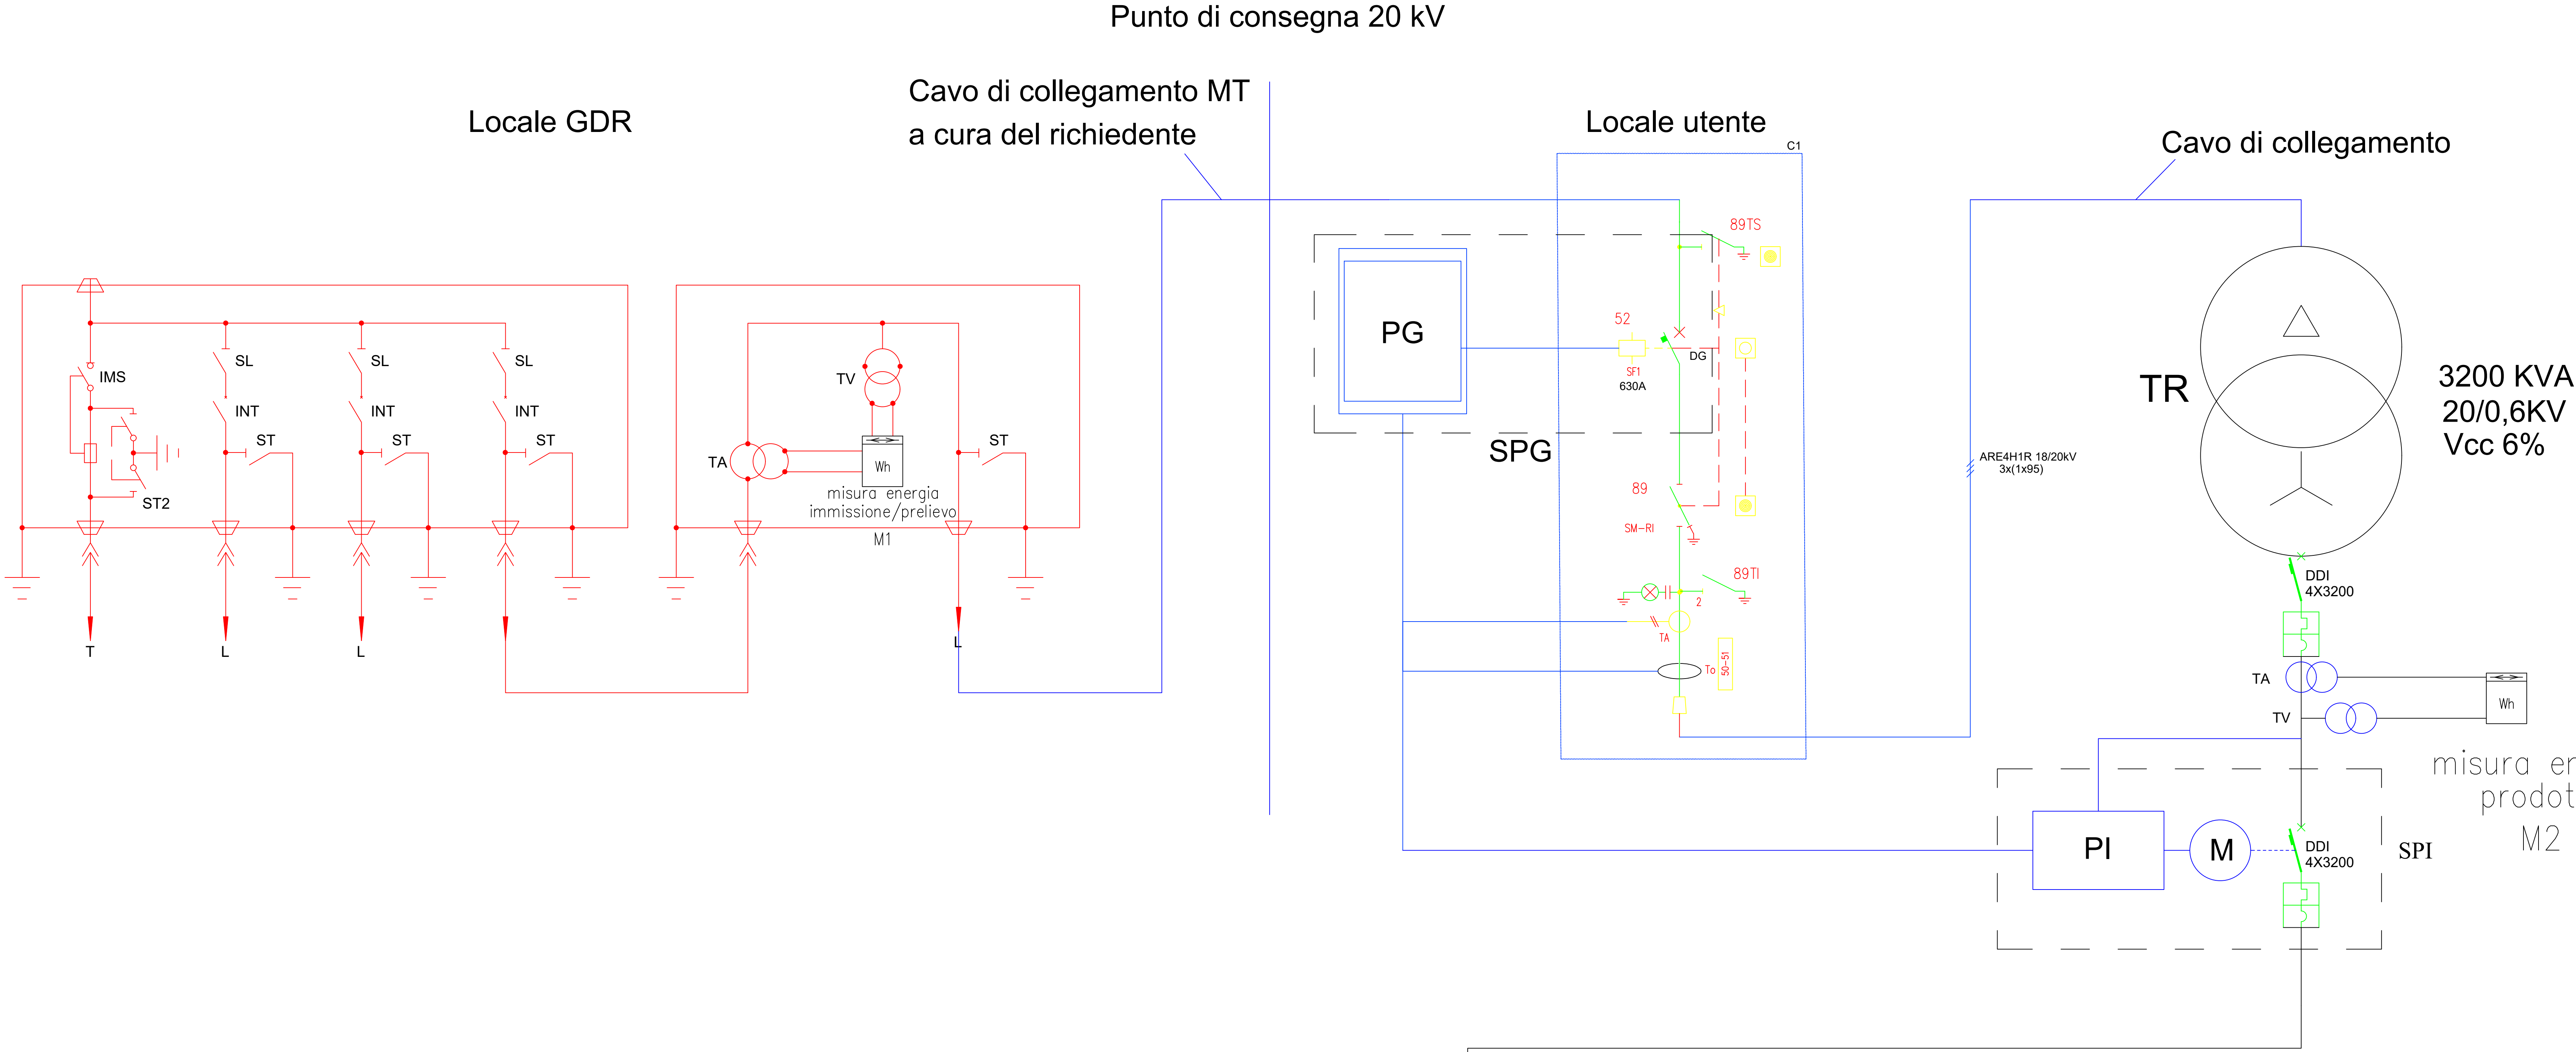 Punto di consegna 20 kV
Cavo di collegamento MT
a cura del richiedente
Locale GDR
Locale utente
Cavo di collegamento
C1
89TS
IMS
SL
SL
SL
INT
INT
INT
ST
ST
ST
ST2
T
L
L
TV
TA
Wh
ST
misura energia
immissione/prelievo
M1
L
PG
SPG
52
SF1
630A
DG
89
SM-RI
89TI
2
TA
To
50-51
ARE4H1R 18/20kV
3x(1x95)
TR
3200 KVA
20/0,6KV
Vcc 6%
DDI
4X3200
TA
TV
Wh
misura er
prodot
M2
PI
M
DDI
4X3200
SPI